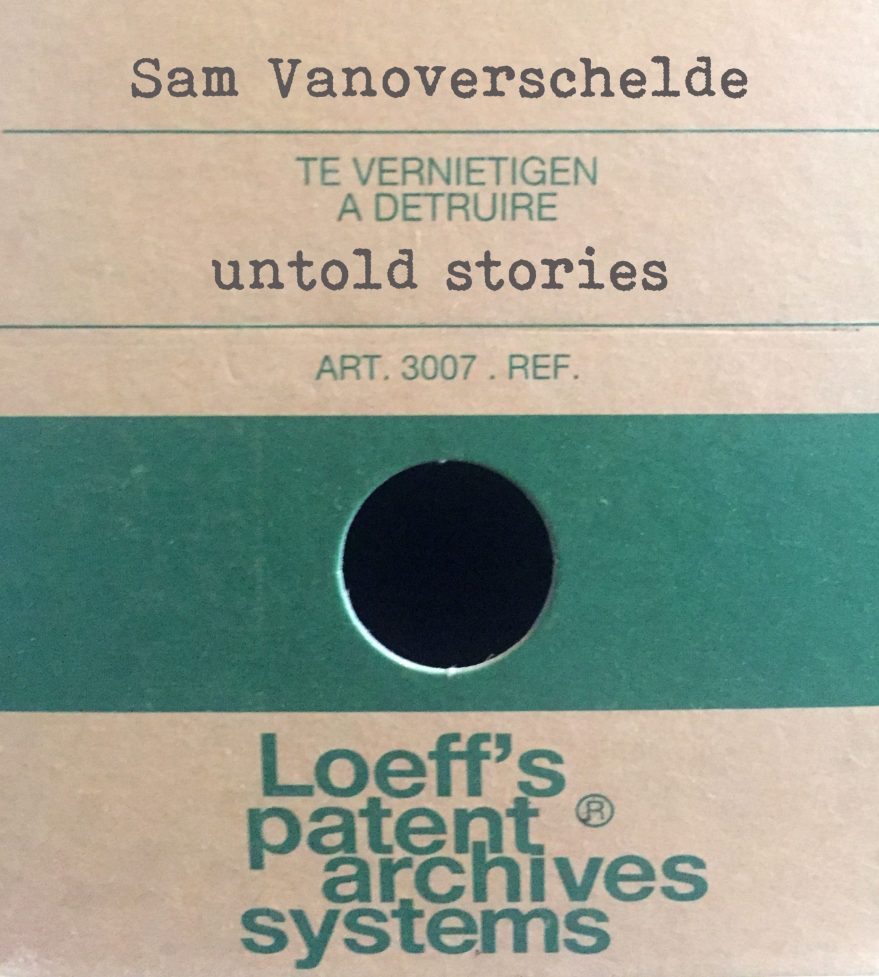 Sam Vanoverschelde
TE VERNIETIGEN
A DETRUIRE
untold stories
ART. 3007 . REF.
Loeff's
patent ®
archives
systems